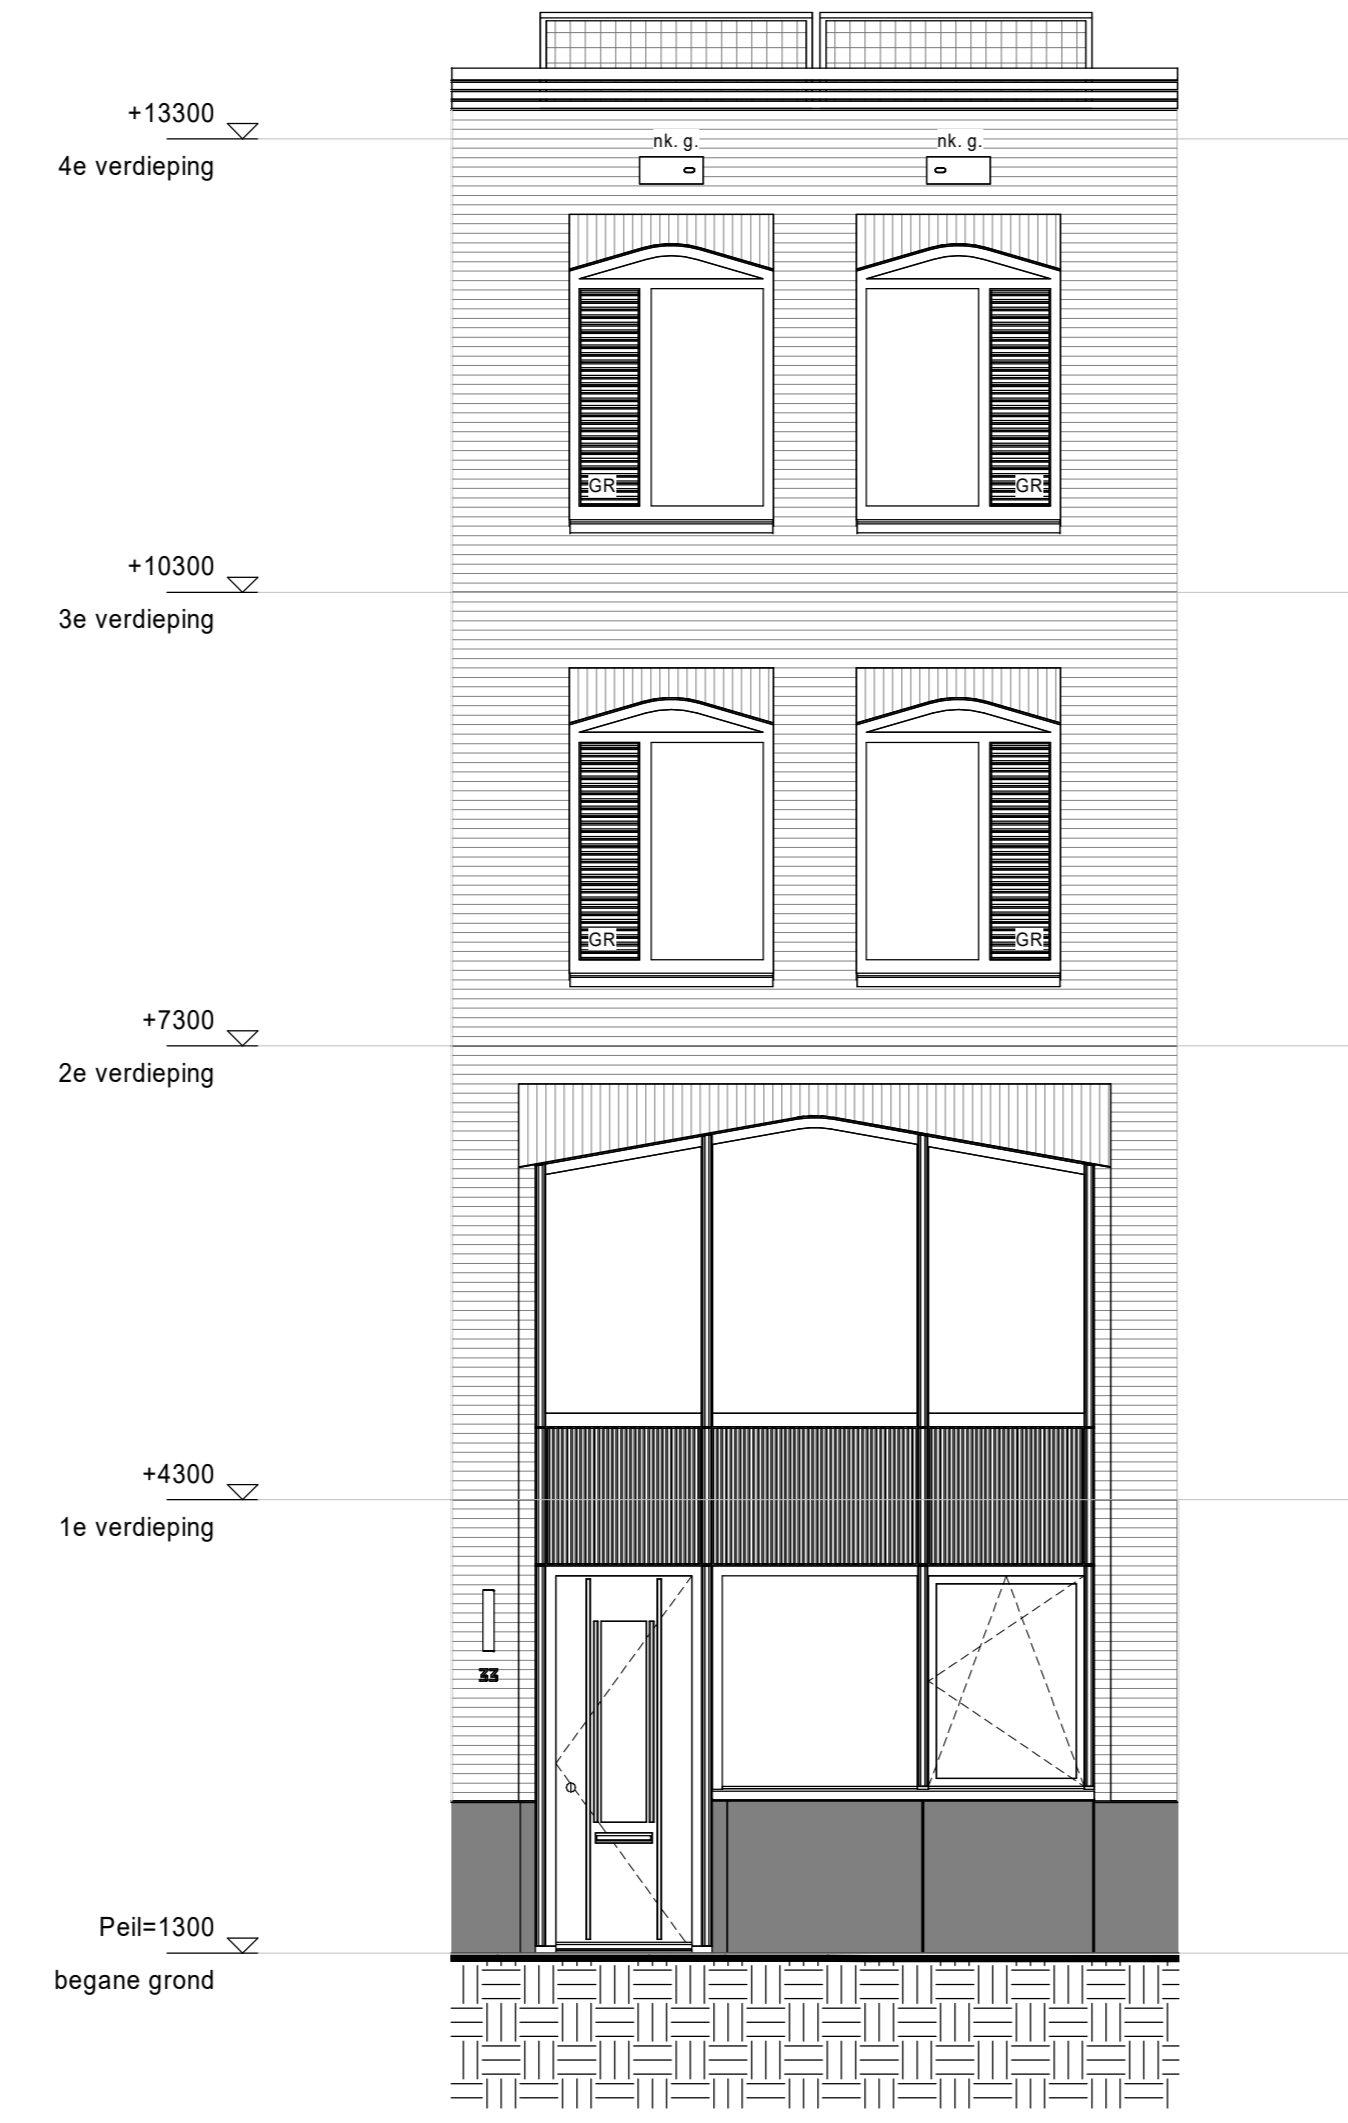 +13300
4e verdieping
nk. g.
nk. g.
GR
GR
+10300
3e verdieping
GR
GR
+7300
2e verdieping
+4300
1e verdieping
33
Peil=1300
begane grond